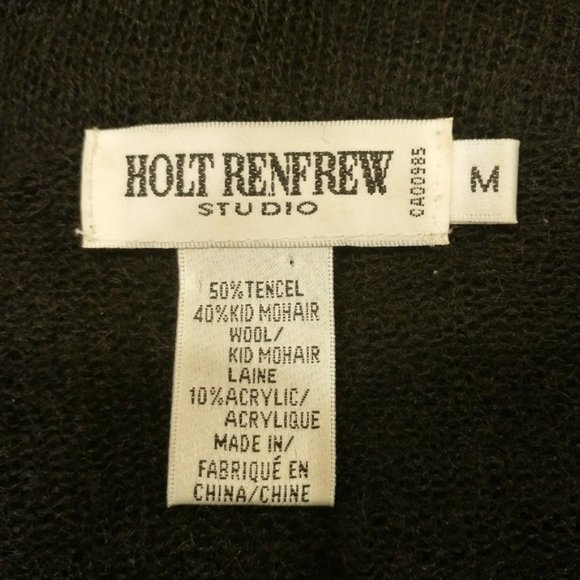 HOLT RENFREW
STUDIO
CA00985
M
50%TENCEL
40%KID MOHAIR
WOOL/
KID MOHAIR
LAINE
10%ACRYLIC/
ACRYLIQUE
MADE IN/
FABRIQUÉ EN
CHINA/CHINE